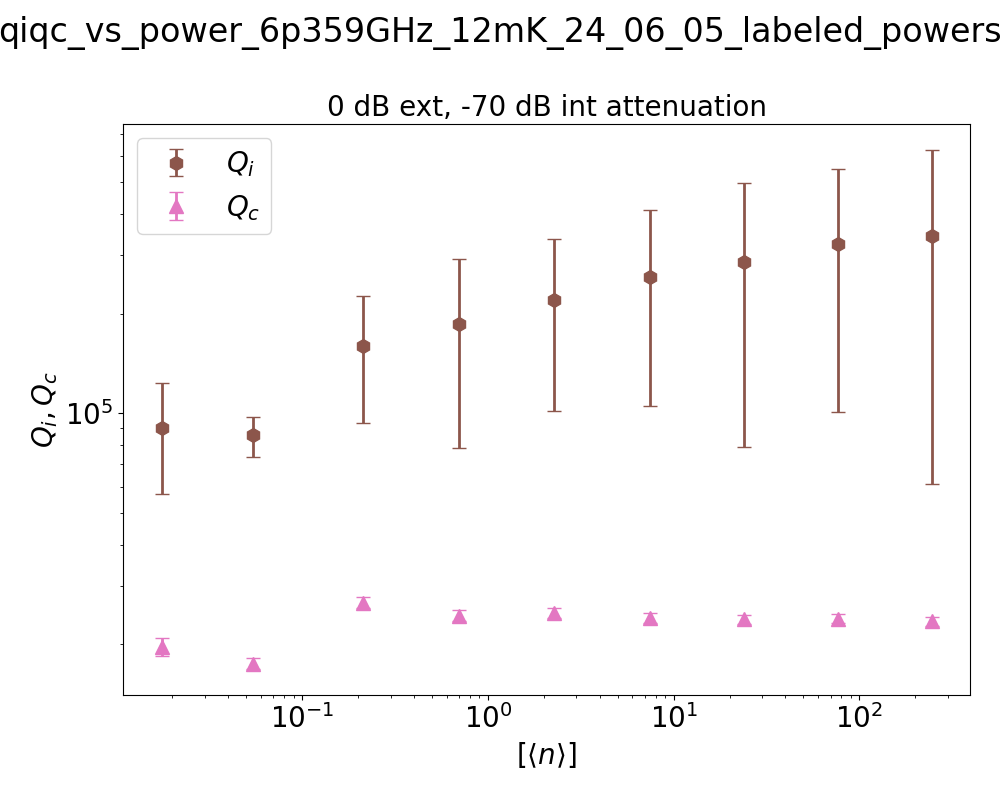 qiqc_vs_power_6p359GHz_12mK_24_06_05_labeled_powers
0 dB ext, -70 dB int attenuation
Q_i
Q_c
Q_i, Q_c
10^5
10^{-1} 10^0 10^1 10^2
[⟨n⟩]